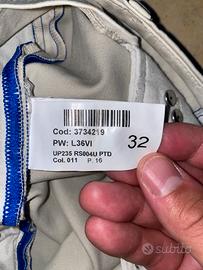 Cod: 3734219
PW: L36VI
32
UP235 RS004U PTD
Col. 011 P. 16
subito